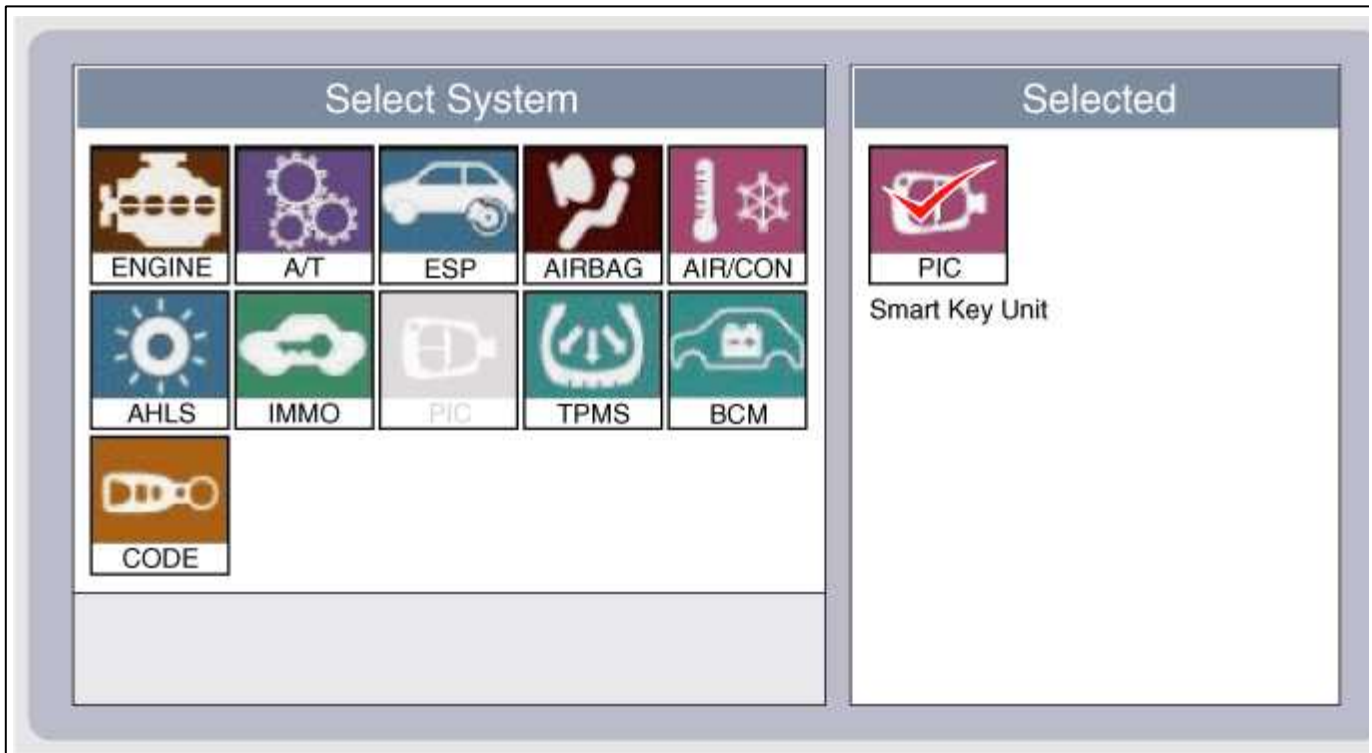 Select System
Selected
ENGINE A/T ESP AIRBAG AIR/CON
PIC
Smart Key Unit
AHLS IMMO PIC TPMS BCM
CODE